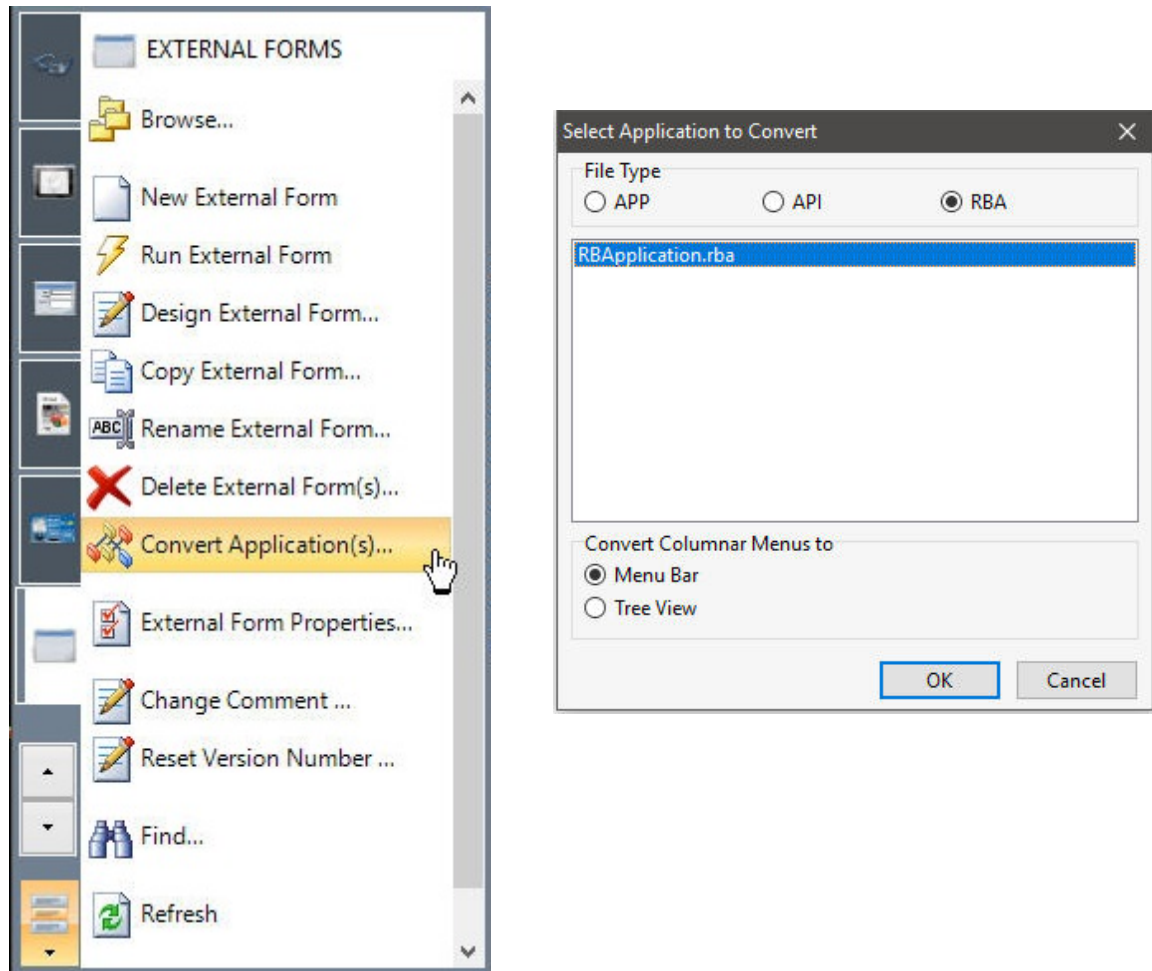 EXTERNAL FORMS
Browse...
New External Form
Run External Form
Design External Form...
Copy External Form...
ABC Rename External Form...
Delete External Form(s)...
Convert Application(s)...
External Form Properties...
Change Comment ...
Reset Version Number ...
Find...
Refresh
Select Application to Convert
File Type
APP API RBA
RBApplication.rba
Convert Columnar Menus to
Menu Bar
Tree View
OK Cancel